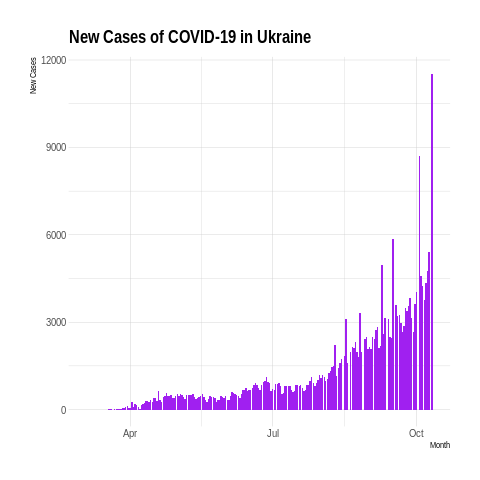 New Cases of COVID-19 in Ukraine
New Cases
12000
9000
6000
3000
0
Apr
Jul
Oct
Month